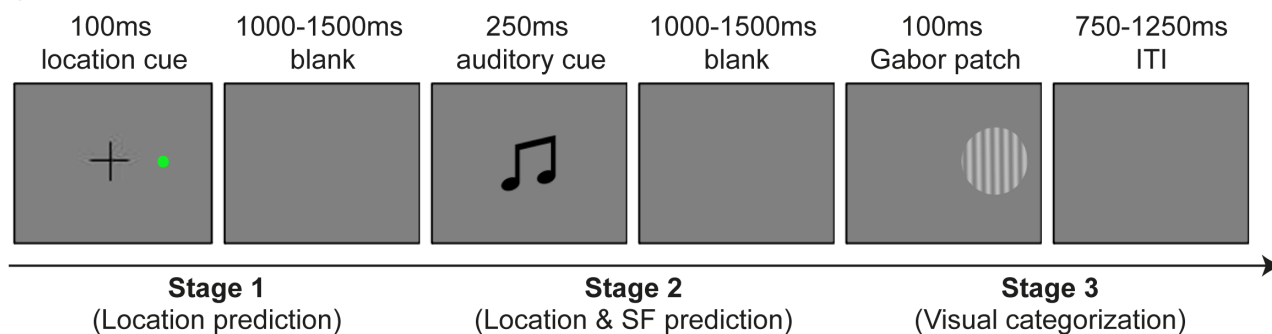 100ms
location cue
1000-1500ms
blank
250ms
auditory cue
1000-1500ms
blank
100ms
Gabor patch
750-1250ms
ITI
Stage 1
(Location prediction)
Stage 2
(Location & SF prediction)
Stage 3
(Visual categorization)